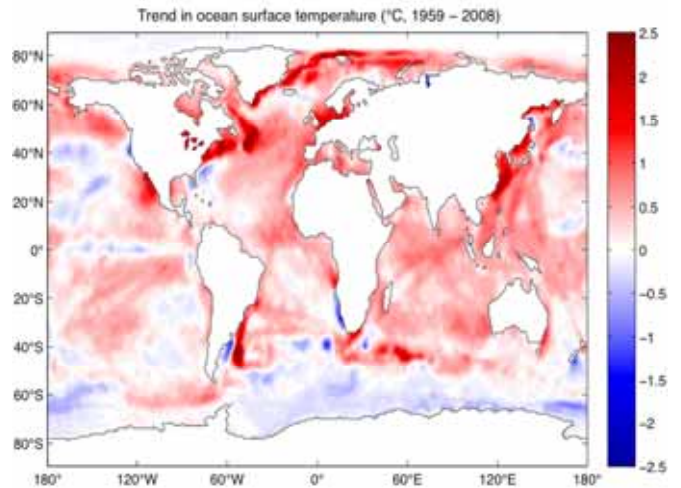 Trend in ocean surface temperature (°C, 1959 – 2008)
80°N
60°N
40°N
20°N
0°
20°S
40°S
60°S
80°S
180°
120°W
60°W
0°
60°E
120°E
180°
2.5
2
1.5
1
0.5
0
−0.5
−1
−1.5
−2
−2.5